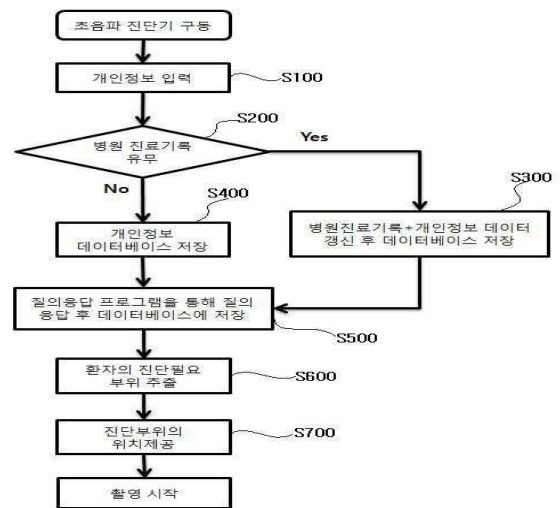 초음파 진단기 구동
개인정보 입력
S100
S200
병원 진료기록
유무
Yes
No
S300
S400
개인정보
데이터베이스 저장
병원진료기록+개인정보 데이터
갱신 후 데이터베이스 저장
질의응답 프로그램을 통해 질의
응답 후 데이터베이스에 저장
S500
환자의 진단필요
부위 추출
S600
진단부위의
위치제공
S700
촬영 시작